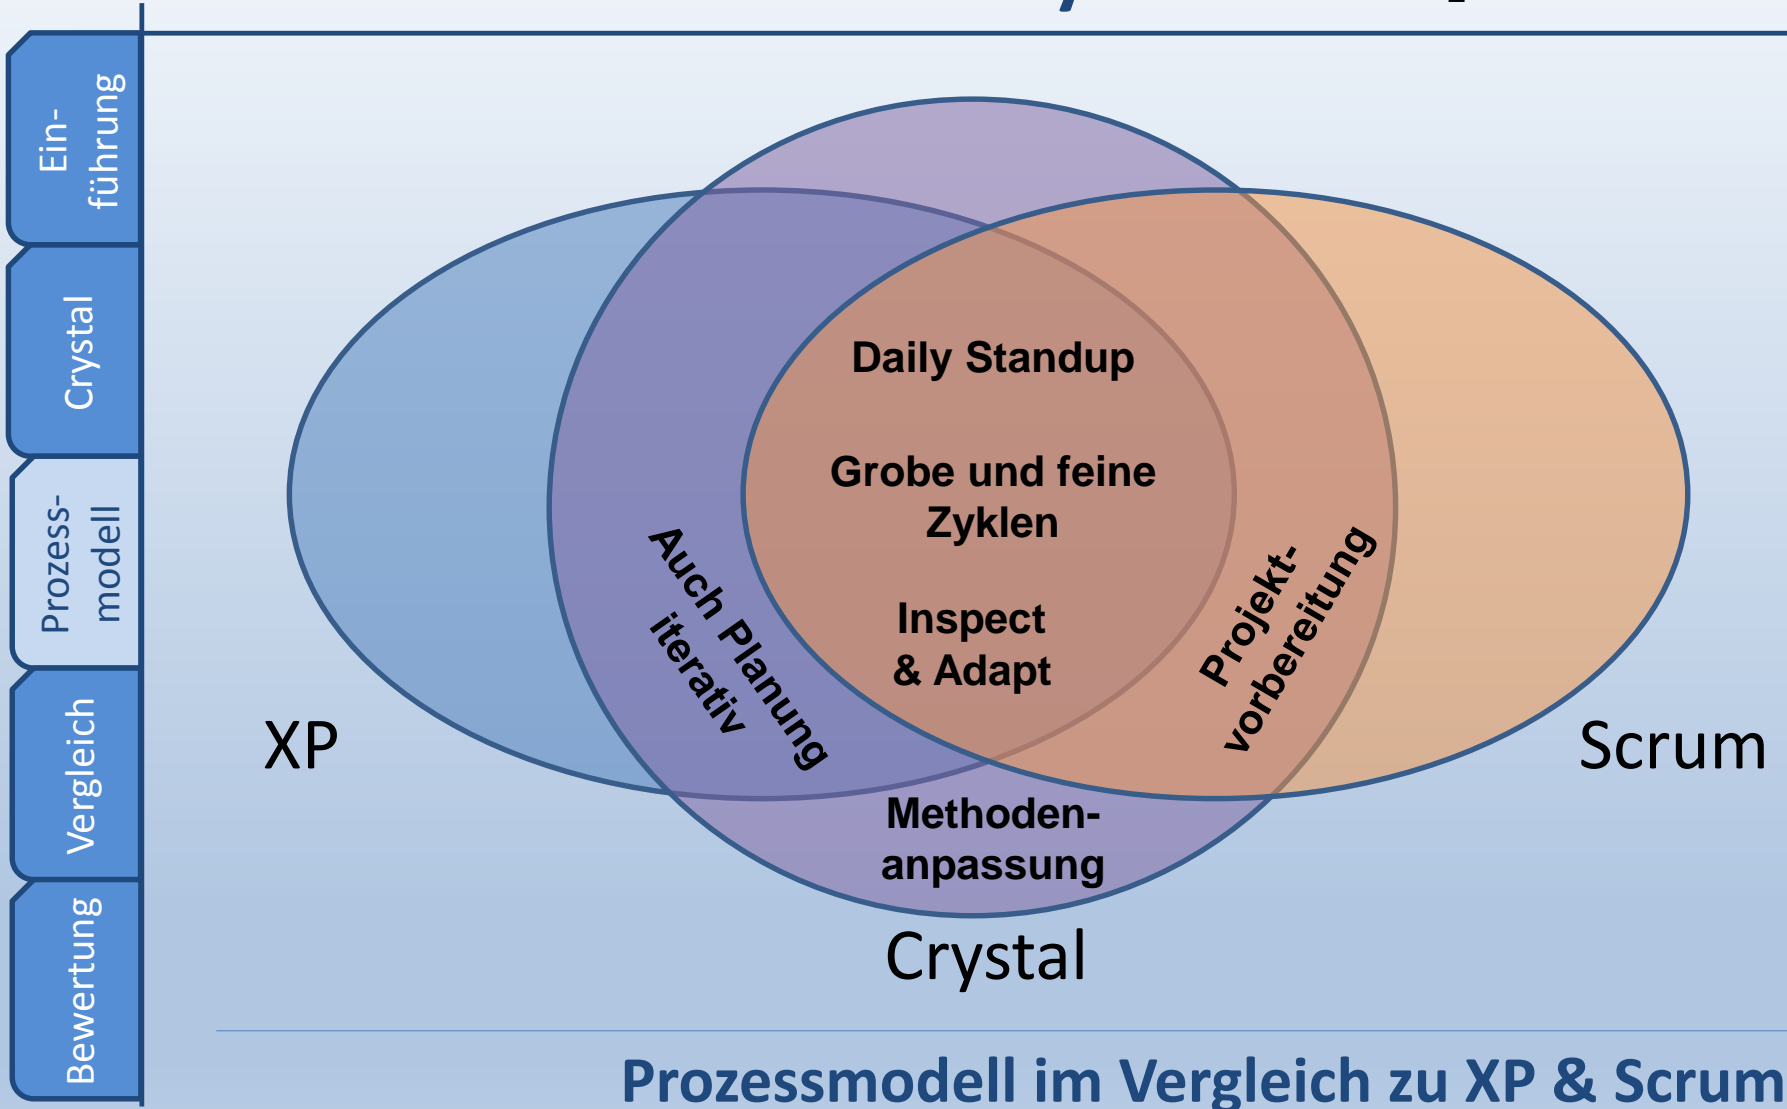 Ein-
führung
Crystal
Prozess-
modell
Vergleich
Bewertung
Daily Standup
Grobe und feine
Zyklen
Inspect
& Adapt
Auch Planung
iterativ
Projekt-
vorbereitung
Methoden-
anpassung
XP
Scrum
Crystal
Prozessmodell im Vergleich zu XP & Scrum